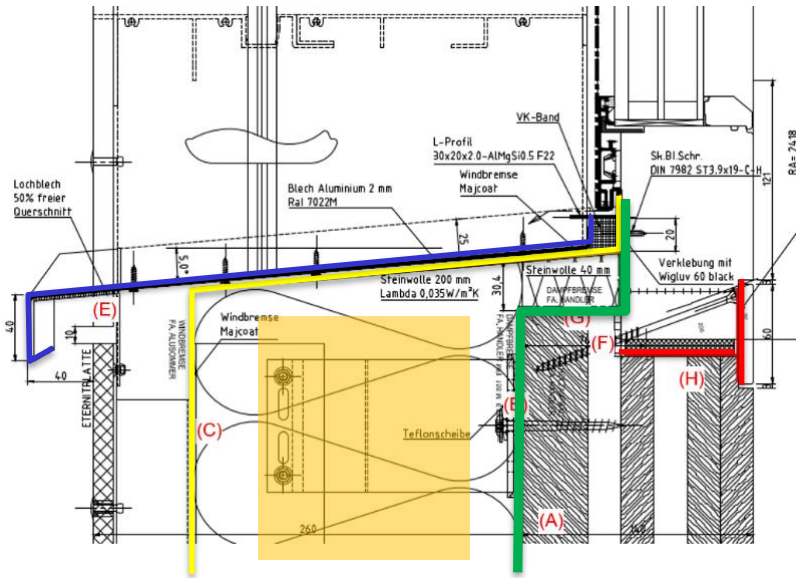 VK-Band
L-Profil
30x20x2.0-AlMgSi0.5 F22
Windbremse
Majcoat
Sk.Bl.Schr.
DIN 7982 ST3,9x19-C-H
RA= 2418
121
Lochblech
50% freier
Querschnitt
Blech Aluminium 2 mm
Ral 7022M
25
20
5.0°
Verklebung mit
Wigluv 60 black
Steinwolle 200 mm
Lambda 0,035W/m²K
Steinwolle 40 mm
30,4
DAMPFBREMSE
FA. HANDLER
(E)
(G)
40
10
40
60
Windbremse
Majcoat
WINDBREMSE
FA. ALUSOMMER
(F)
(H)
ETERNITPLATTE
(C)
(B)
Teflonscheibe
(A)
260
140